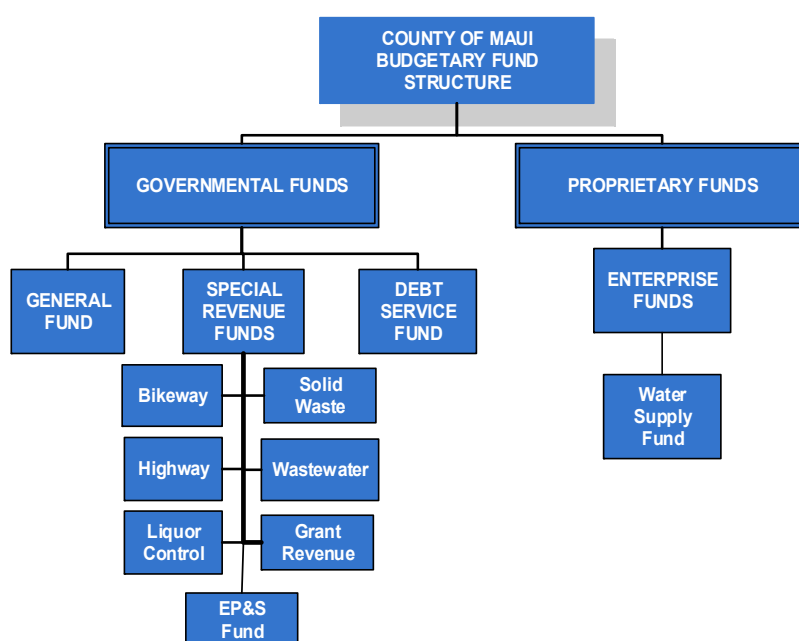 COUNTY OF MAUI
BUDGETARY FUND
STRUCTURE
GOVERNMENTAL FUNDS
PROPRIETARY FUNDS
GENERAL
FUND
SPECIAL
REVENUE
FUNDS
DEBT
SERVICE
FUND
ENTERPRISE
FUNDS
Bikeway
Solid
Waste
Water
Supply
Fund
Highway
Wastewater
Liquor
Control
Grant
Revenue
EP&S
Fund